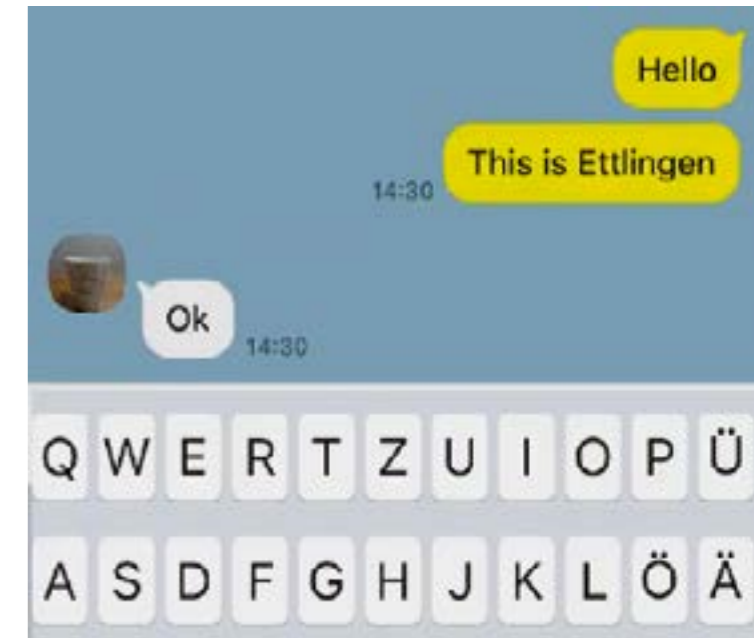 Hello
This is Ettlingen
14:30
Ok
14:30
Q W E R T Z U I O P Ü
A S D F G H J K L Ö Ä